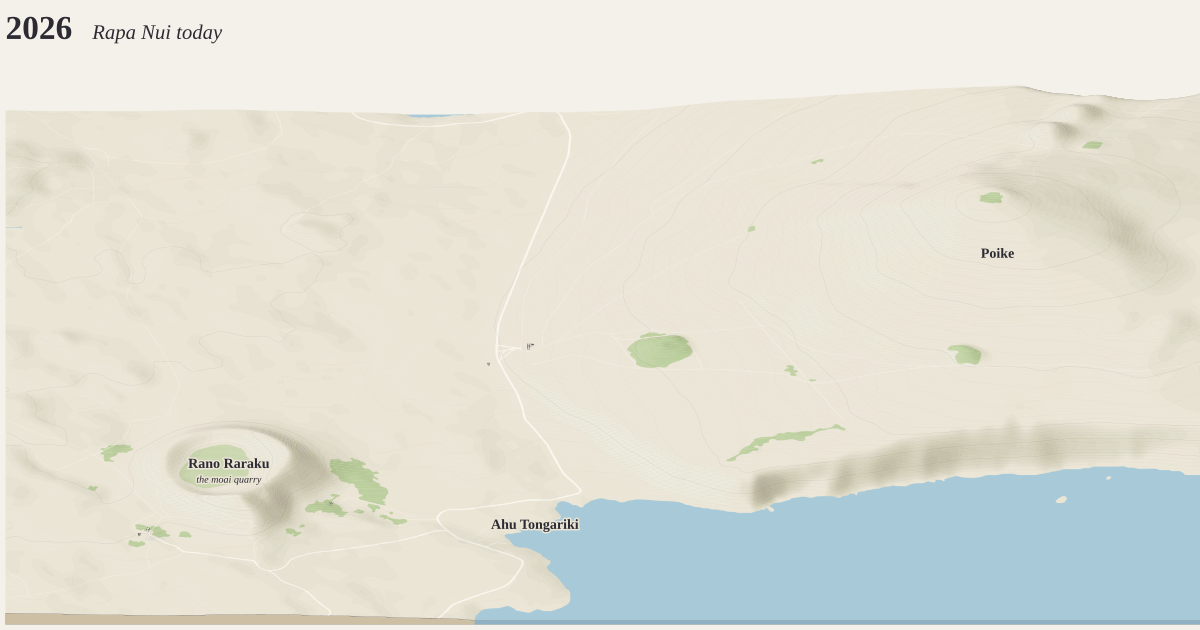 2026 Rapa Nui today
Poike
Rano Raraku
the moai quarry
Ahu Tongariki